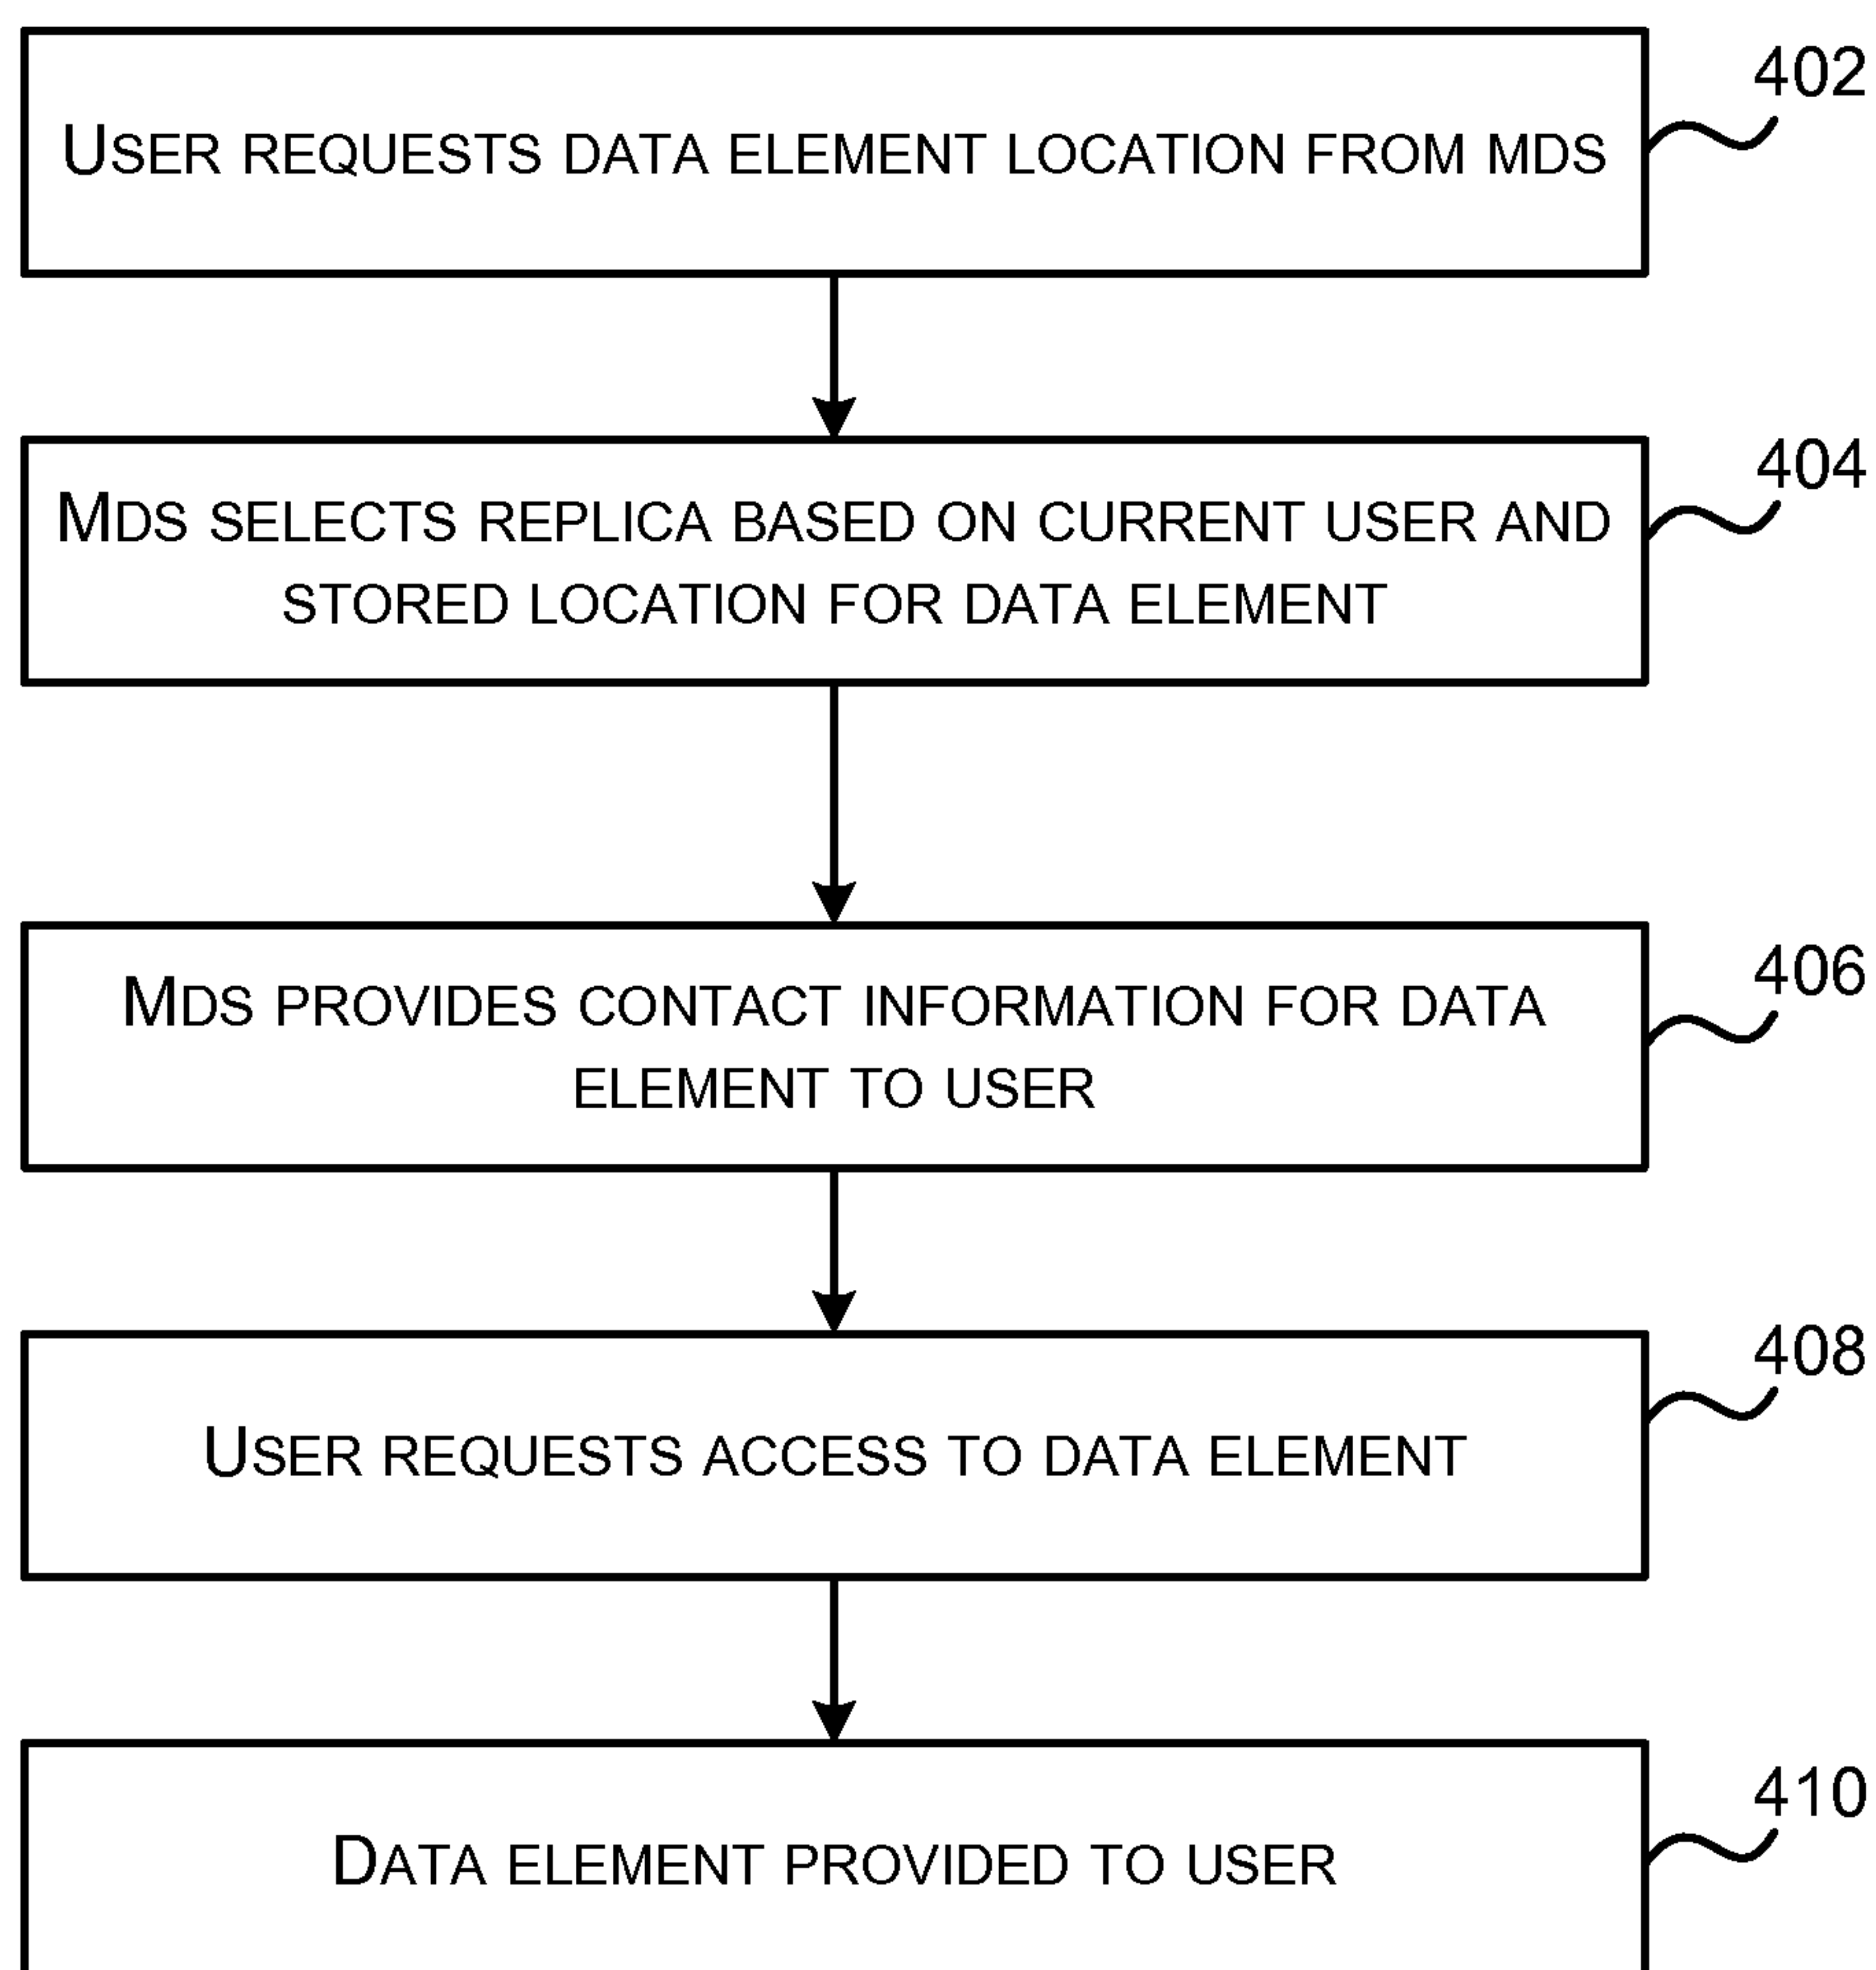 402
USER REQUESTS DATA ELEMENT LOCATION FROM MDS
404
MDS SELECTS REPLICA BASED ON CURRENT USER AND
STORED LOCATION FOR DATA ELEMENT
406
MDS PROVIDES CONTACT INFORMATION FOR DATA
ELEMENT TO USER
408
USER REQUESTS ACCESS TO DATA ELEMENT
410
DATA ELEMENT PROVIDED TO USER